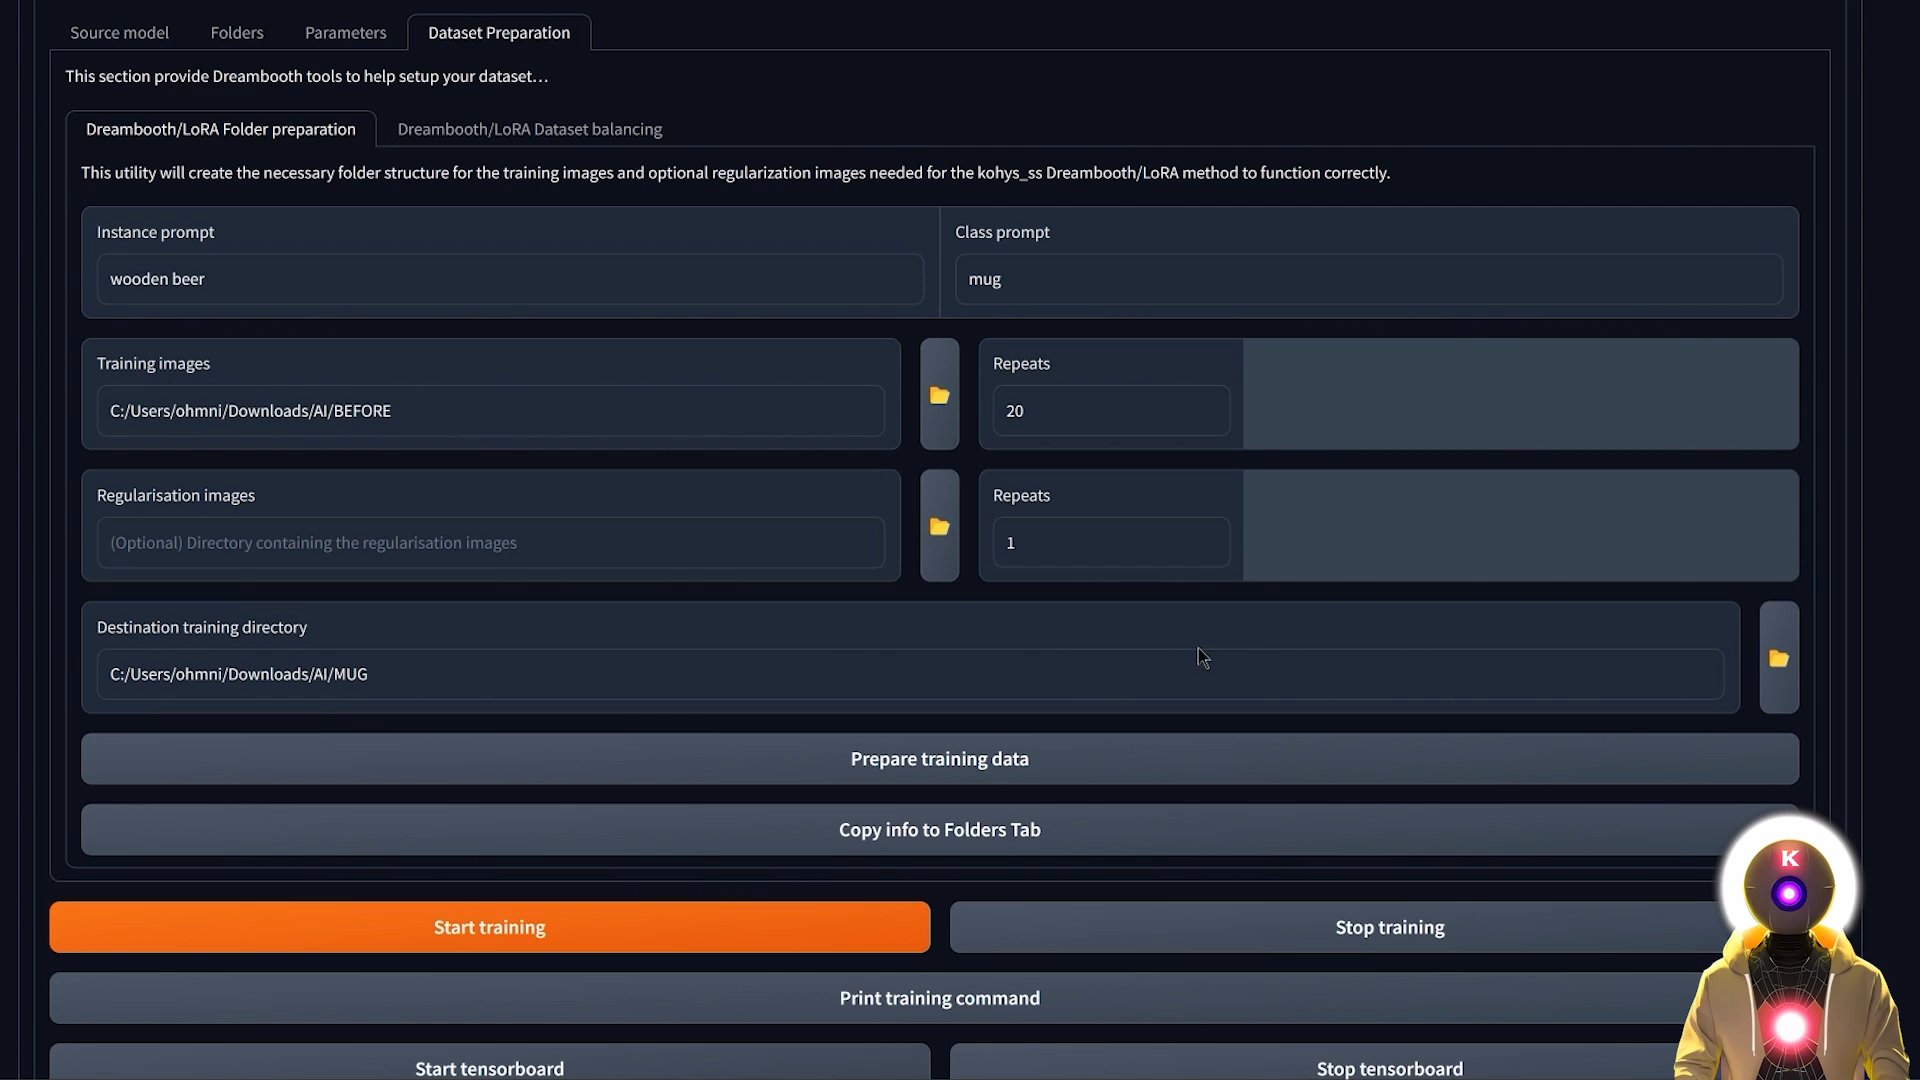 Source model
Folders
Parameters
Dataset Preparation
This section provide Dreambooth tools to help setup your dataset...
Dreambooth/LoRA Folder preparation
Dreambooth/LoRA Dataset balancing
This utility will create the necessary folder structure for the training images and optional regularization images needed for the kohys_ss Dreambooth/LoRA method to function correctly.
Instance prompt
wooden beer
Class prompt
mug
Training images
C:/Users/ohmni/Downloads/AI/BEFORE
Repeats
20
Regularisation images
(Optional) Directory containing the regularisation images
Repeats
1
Destination training directory
C:/Users/ohmni/Downloads/AI/MUG
Prepare training data
Copy info to Folders Tab
Start training
Stop training
Print training command
Start tensorboard
Stop tensorboard
K